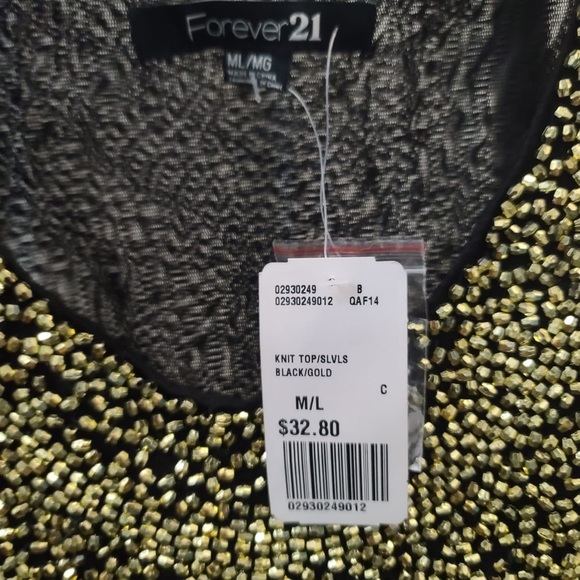 Forever21
ML/MG
02930249 B
02930249012 QAF14
KNIT TOP/SLVLS
BLACK/GOLD
C
M/L
$32.80
02930249012